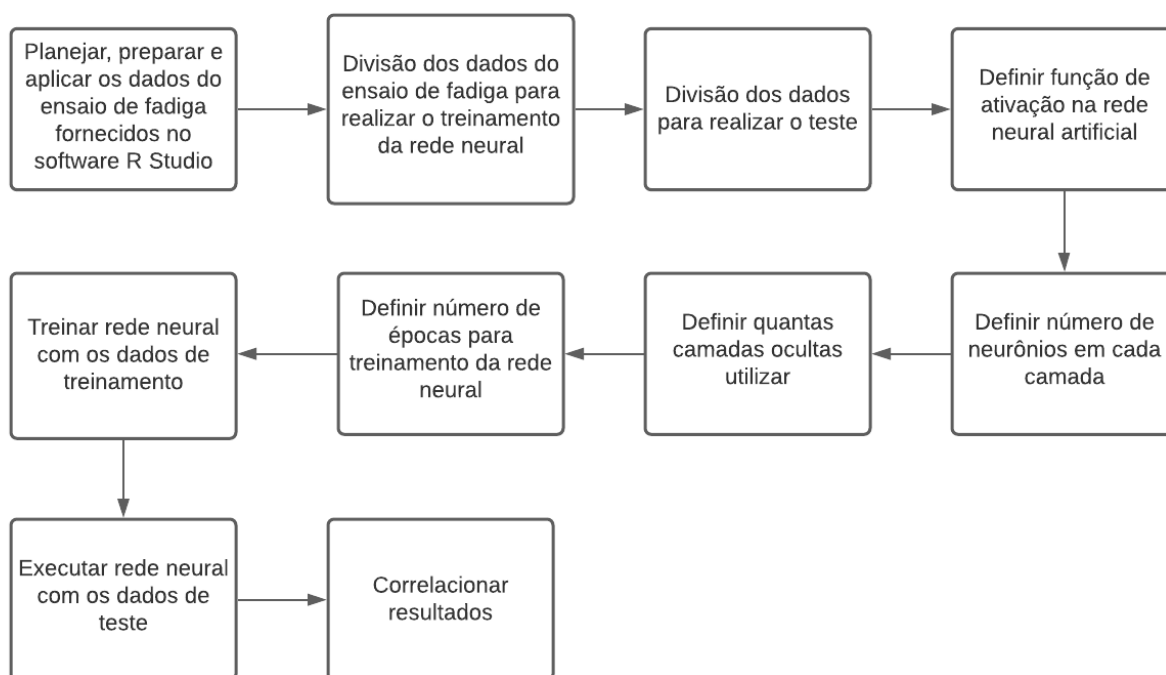 Planejar, preparar e
aplicar os dados do
ensaio de fadiga
fornecidos no
software R Studio
Divisão dos dados do
ensaio de fadiga para
realizar o treinamento
da rede neural
Divisão dos dados
para realizar o teste
Definir função de
ativação na rede
neural artificial
Definir número de
neurônios em cada
camada
Definir quantas
camadas ocultas
utilizar
Definir número de
épocas para
treinamento da rede
neural
Treinar rede neural
com os dados de
treinamento
Executar rede neural
com os dados de
teste
Correlacionar
resultados